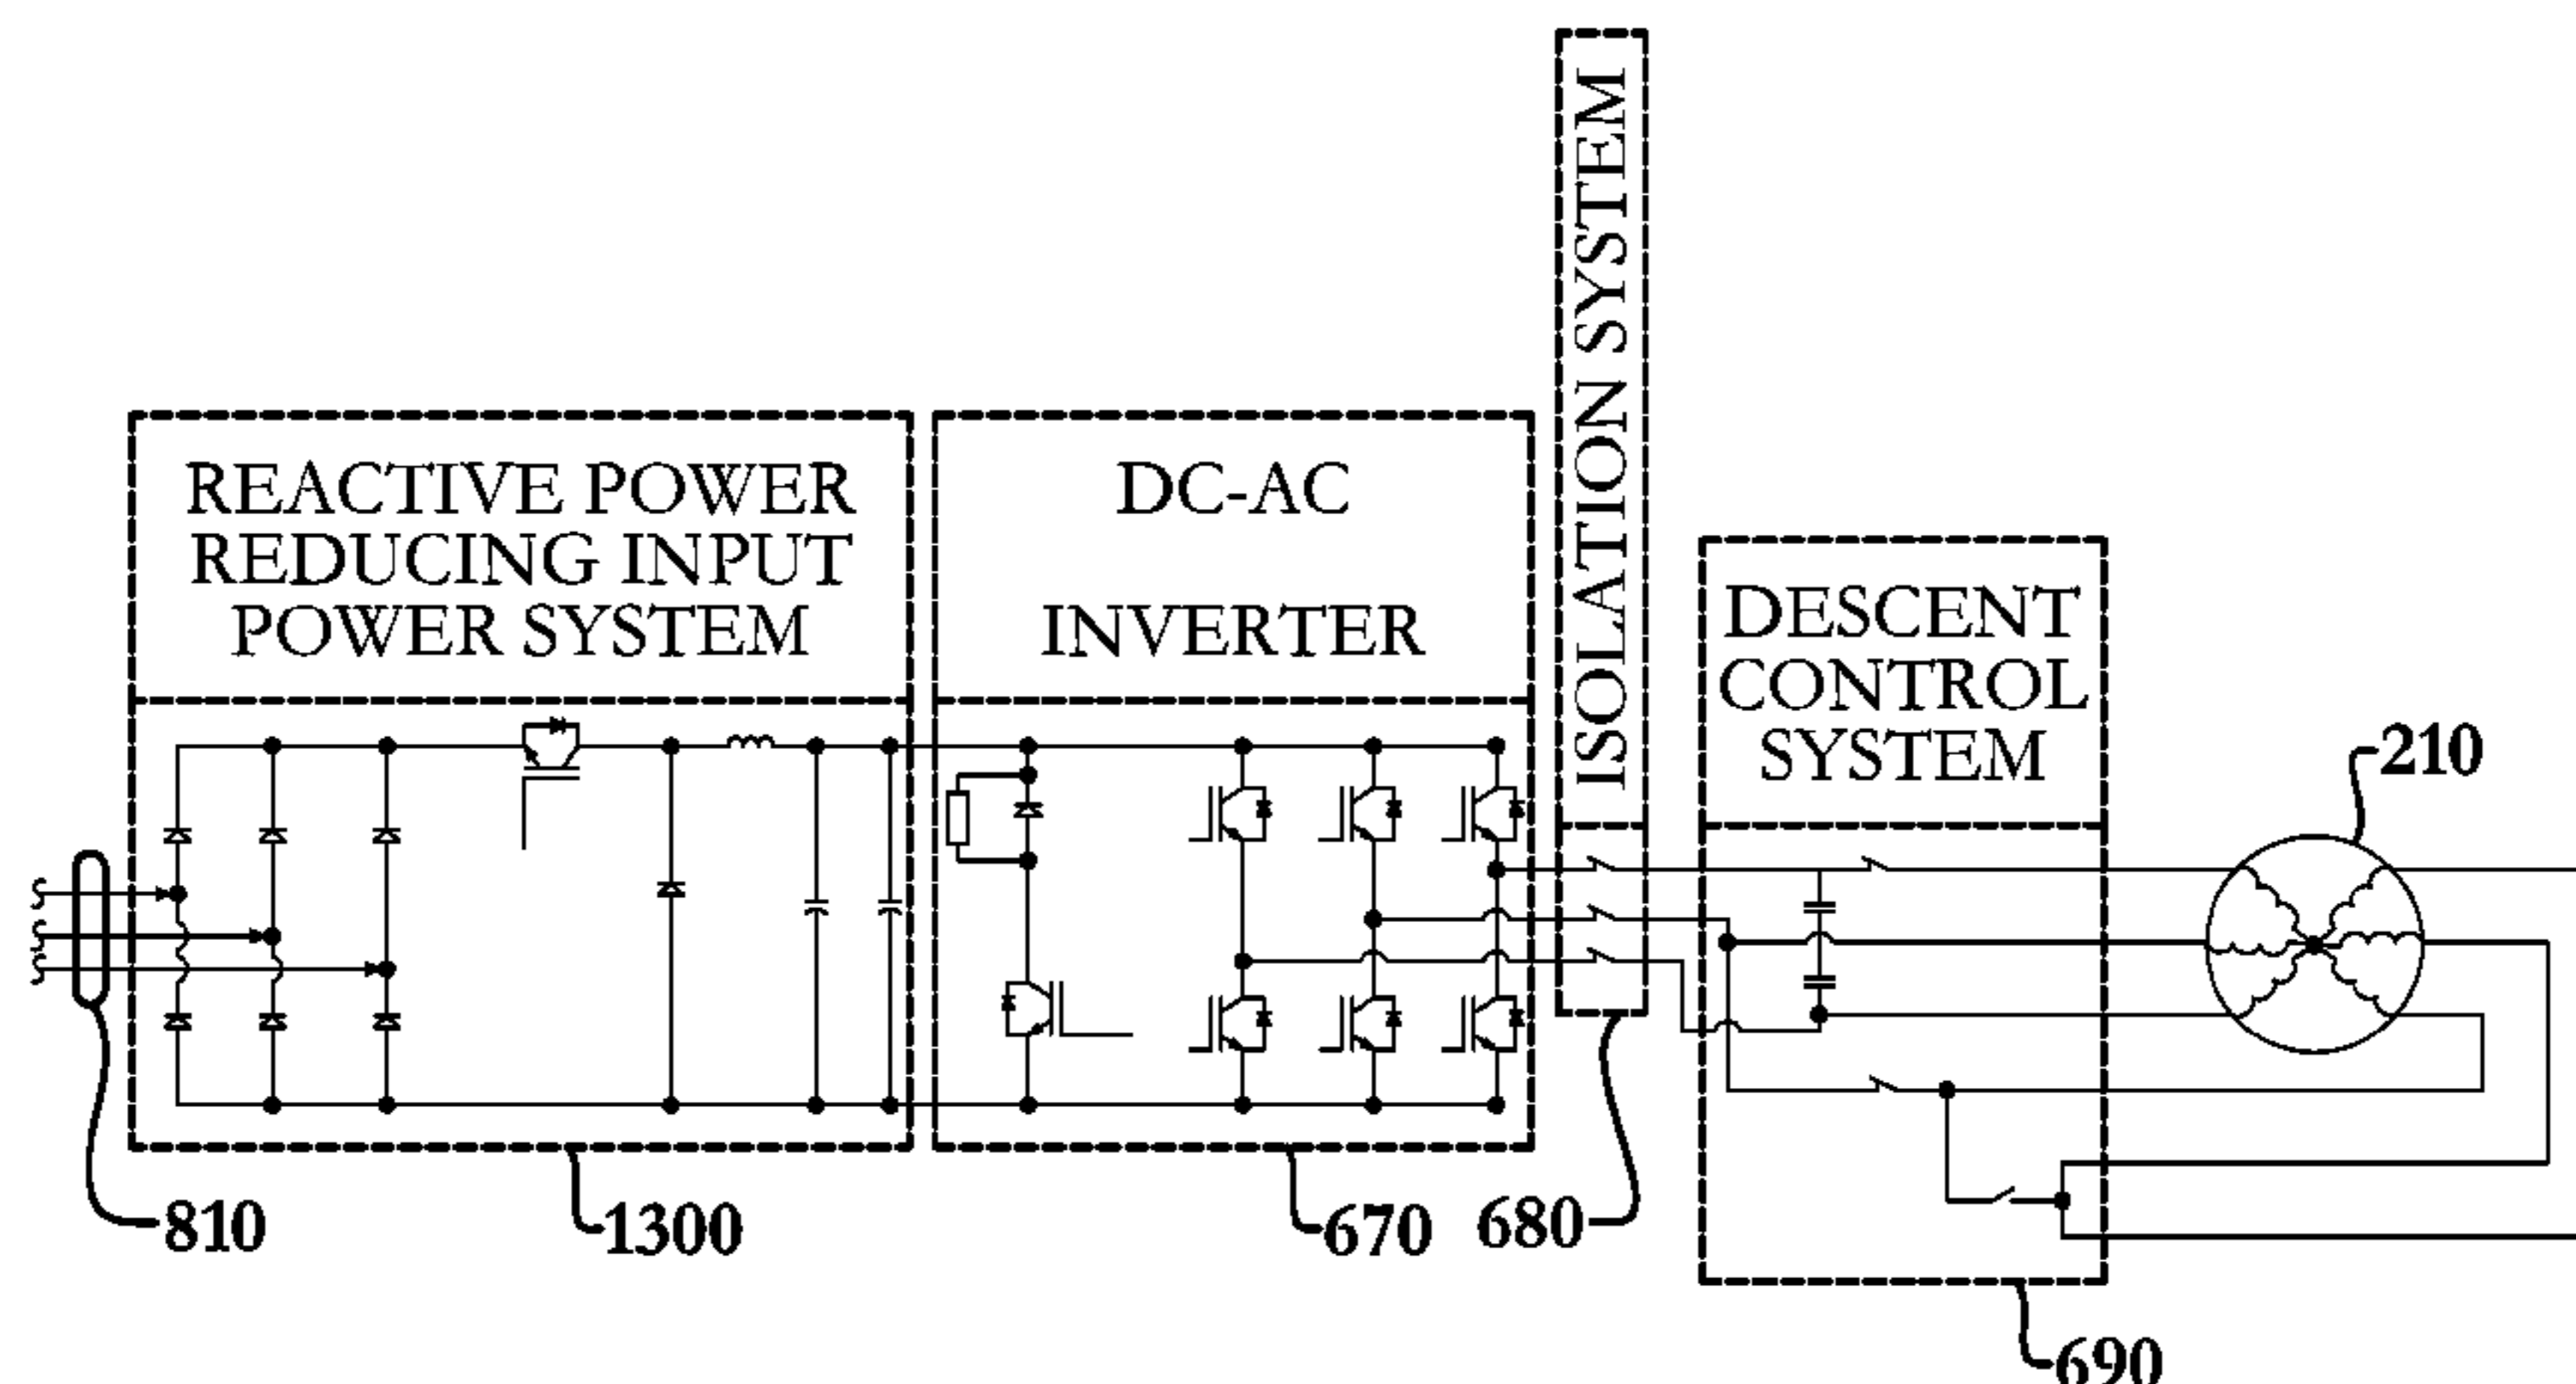 ISOLATION SYSTEM
REACTIVE POWER
REDUCING INPUT
POWER SYSTEM
DC-AC
INVERTER
DESCENT
CONTROL
SYSTEM
210
810
1300
670
680
690